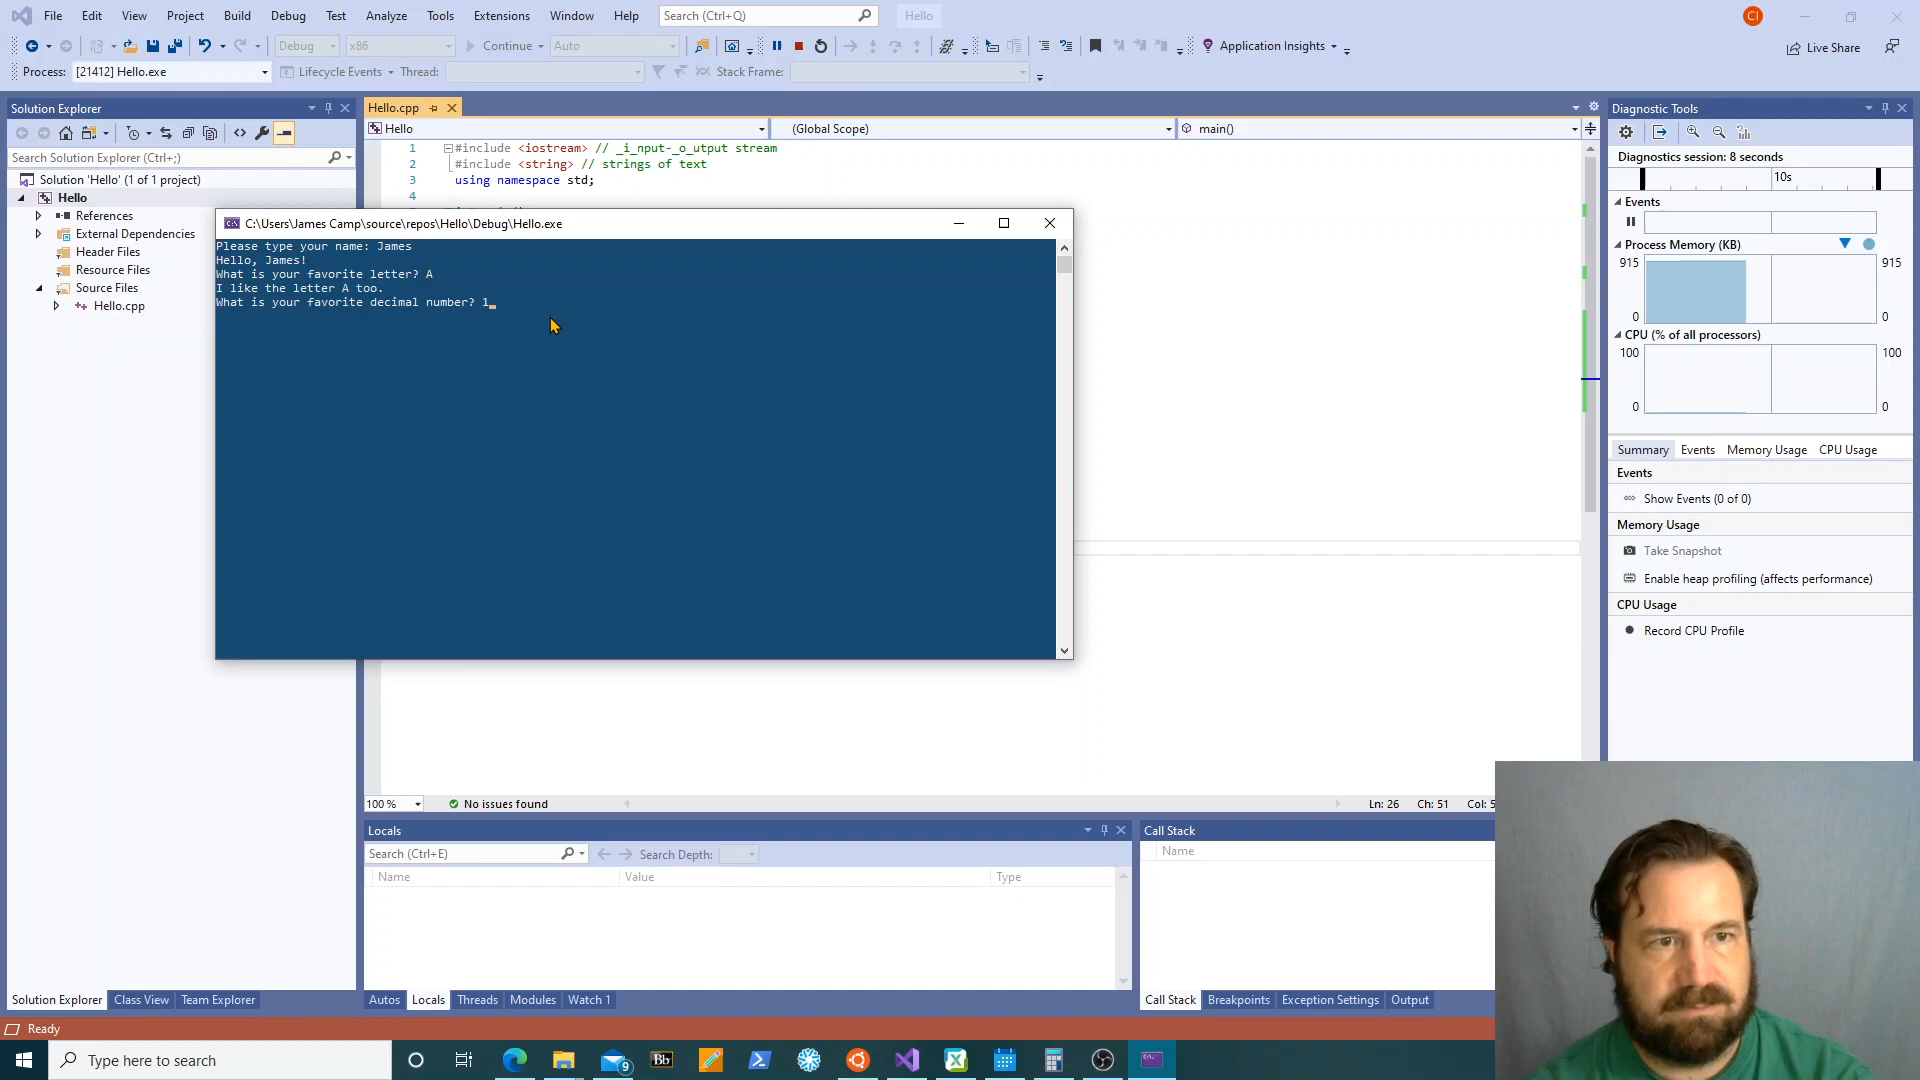 File Edit View Project Build Debug Test Analyze Tools Extensions Window Help Search (Ctrl+Q) Hello CI
Debug x86 Continue Auto Application Insights Live Share
Process: [21412] Hello.exe Lifecycle Events Thread: Stack Frame:
Solution Explorer
Search Solution Explorer (Ctrl+;)
Solution 'Hello' (1 of 1 project)
Hello
References
External Dependencies
Header Files
Resource Files
Source Files
Hello.cpp
Hello.cpp
Hello (Global Scope) main()
1 #include <iostream> // _i_nput-_o_utput stream
2 #include <string> // strings of text
3 using namespace std;
4
C:\Users\James Camp\source\repos\Hello\Debug\Hello.exe
Please type your name: James
Hello, James!
What is your favorite letter? A
I like the letter A too.
What is your favorite decimal number? 1
100 % No issues found Ln: 26 Ch: 51 Col: 5
Diagnostic Tools
Diagnostics session: 8 seconds
10s
Events
Process Memory (KB)
915 915
0 0
CPU (% of all processors)
100 100
0 0
Summary Events Memory Usage CPU Usage
Events
Show Events (0 of 0)
Memory Usage
Take Snapshot
Enable heap profiling (affects performance)
CPU Usage
Record CPU Profile
Locals
Search (Ctrl+E) Search Depth:
Name Value Type
Call Stack
Name
Solution Explorer Class View Team Explorer
Autos Locals Threads Modules Watch 1
Call Stack Breakpoints Exception Settings Output
Ready
Type here to search
9
Bb